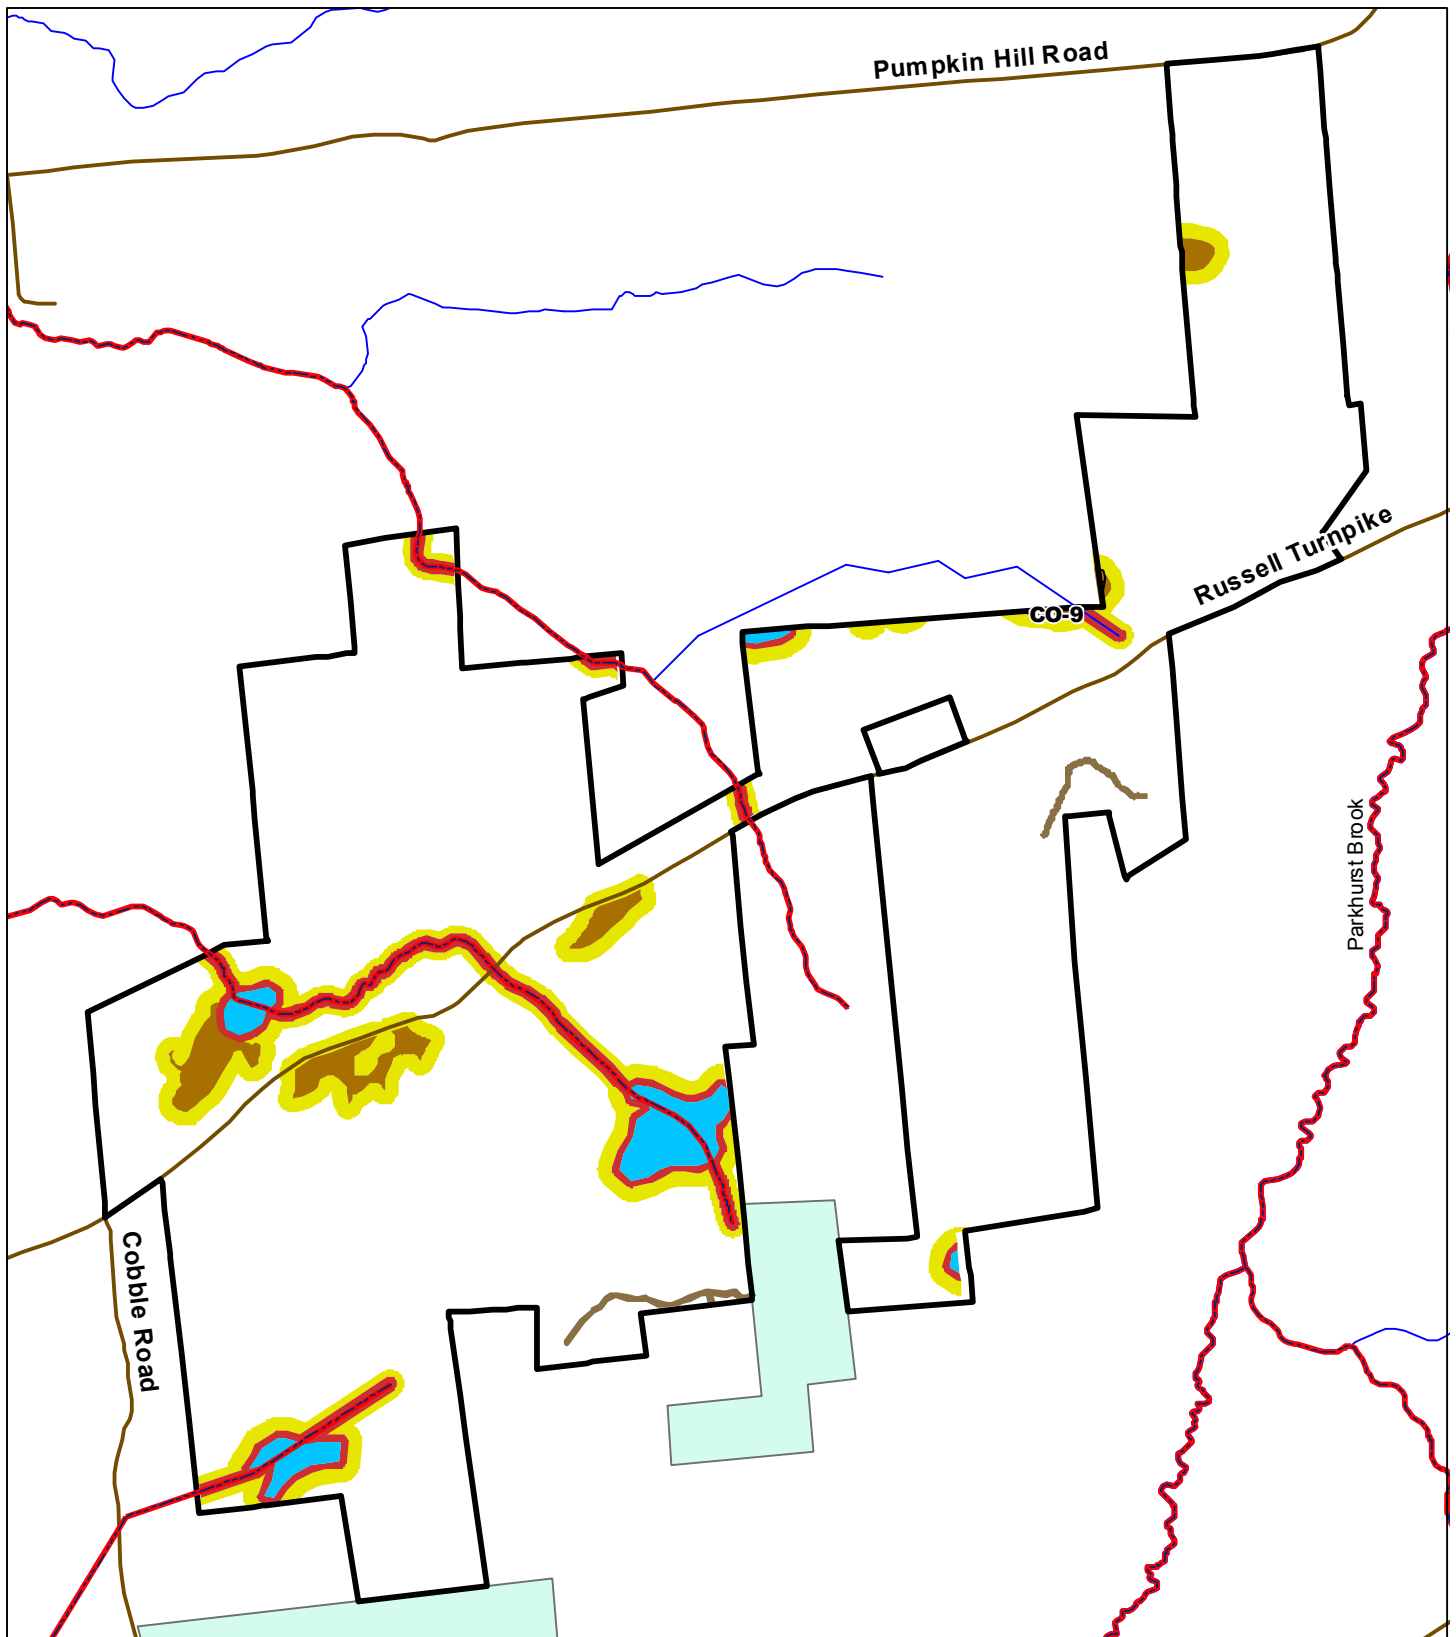 Pumpkin Hill Road
Russell Turnpike
CO-9
Parkhurst Brook
Cobble Road